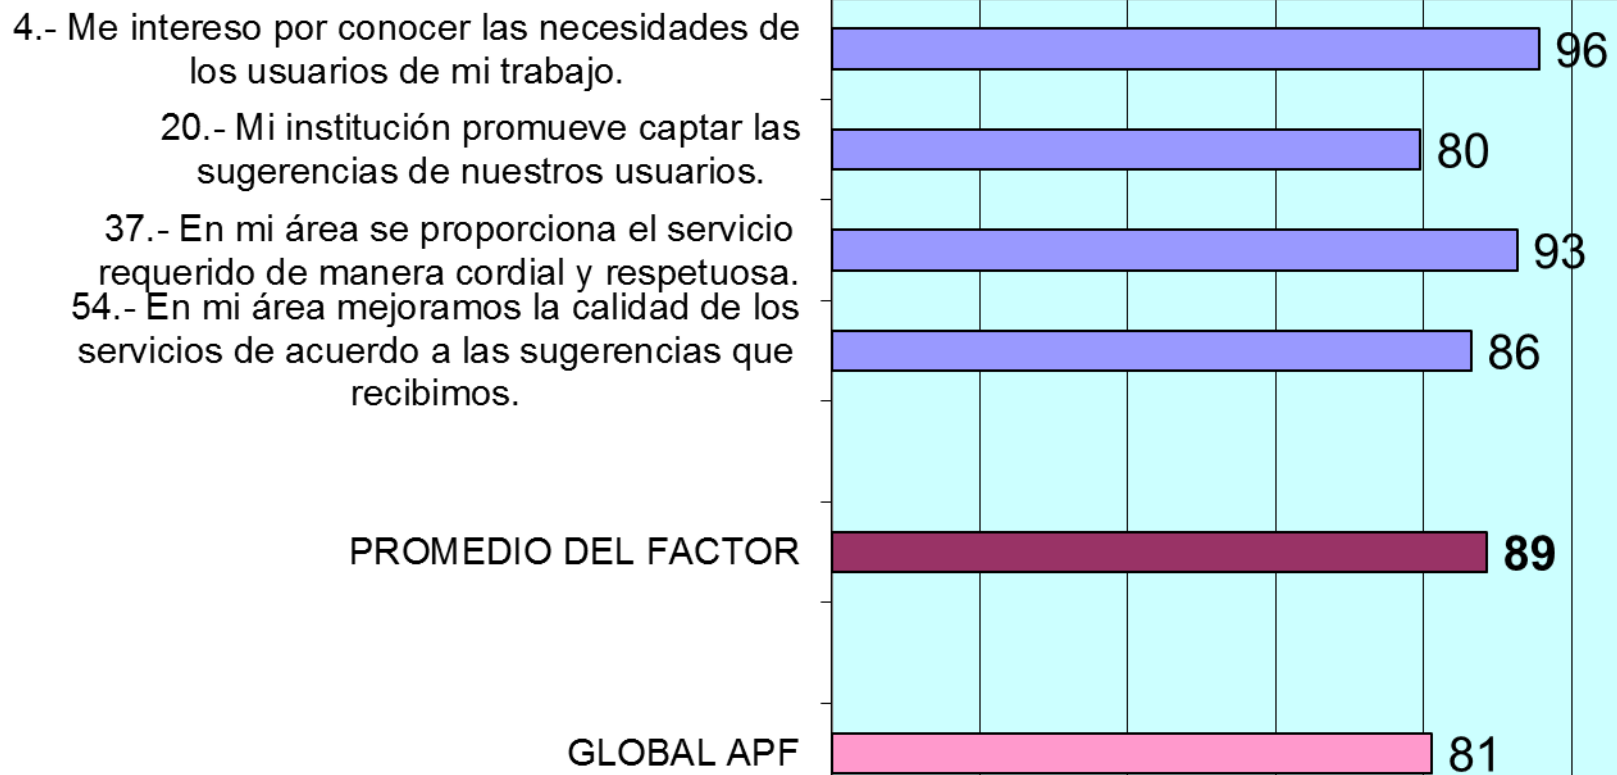 4.- Me intereso por conocer las necesidades de
los usuarios de mi trabajo.
96
20.- Mi institución promueve captar las
sugerencias de nuestros usuarios.
80
37.- En mi área se proporciona el servicio
requerido de manera cordial y respetuosa.
93
54.- En mi área mejoramos la calidad de los
servicios de acuerdo a las sugerencias que
recibimos.
86
PROMEDIO DEL FACTOR
89
GLOBAL APF
81